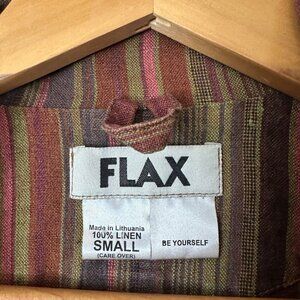 FLAX
Made in Lithuania
100% LINEN
SMALL
(CARE OVER)
BE YOURSELF